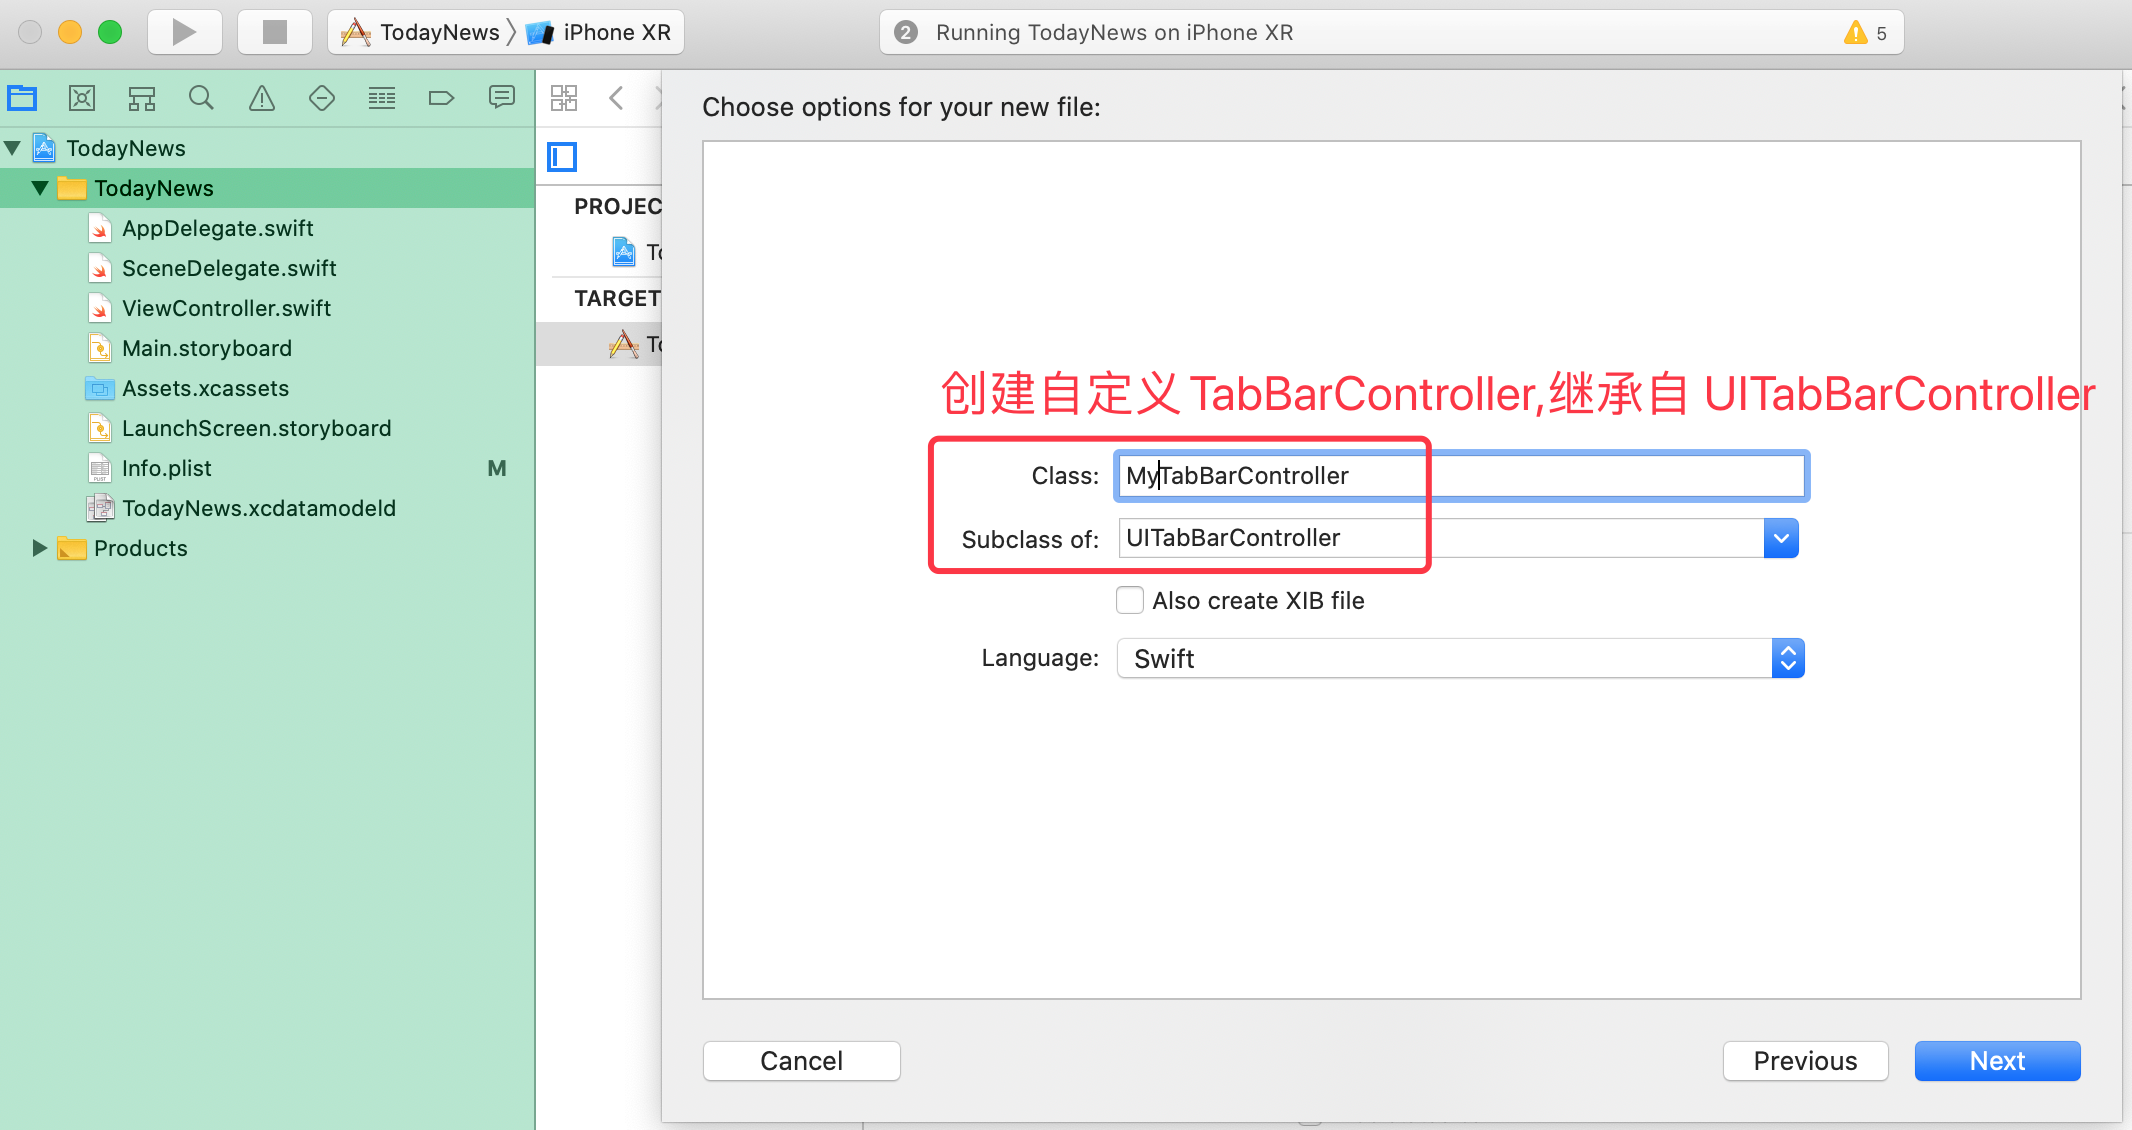 TodayNews 〉 iPhone XR
2 Running TodayNews on iPhone XR
5
TodayNews
TodayNews
AppDelegate.swift
SceneDelegate.swift
ViewController.swift
Main.storyboard
Assets.xcassets
LaunchScreen.storyboard
Info.plist M
TodayNews.xcdatamodeld
Products
PROJEC
To
TARGET
To
Choose options for your new file:
创建自定义 TabBarController,继承自 UITabBarController
Class: MyTabBarController
Subclass of: UITabBarController
Also create XIB file
Language: Swift
Cancel
Previous
Next